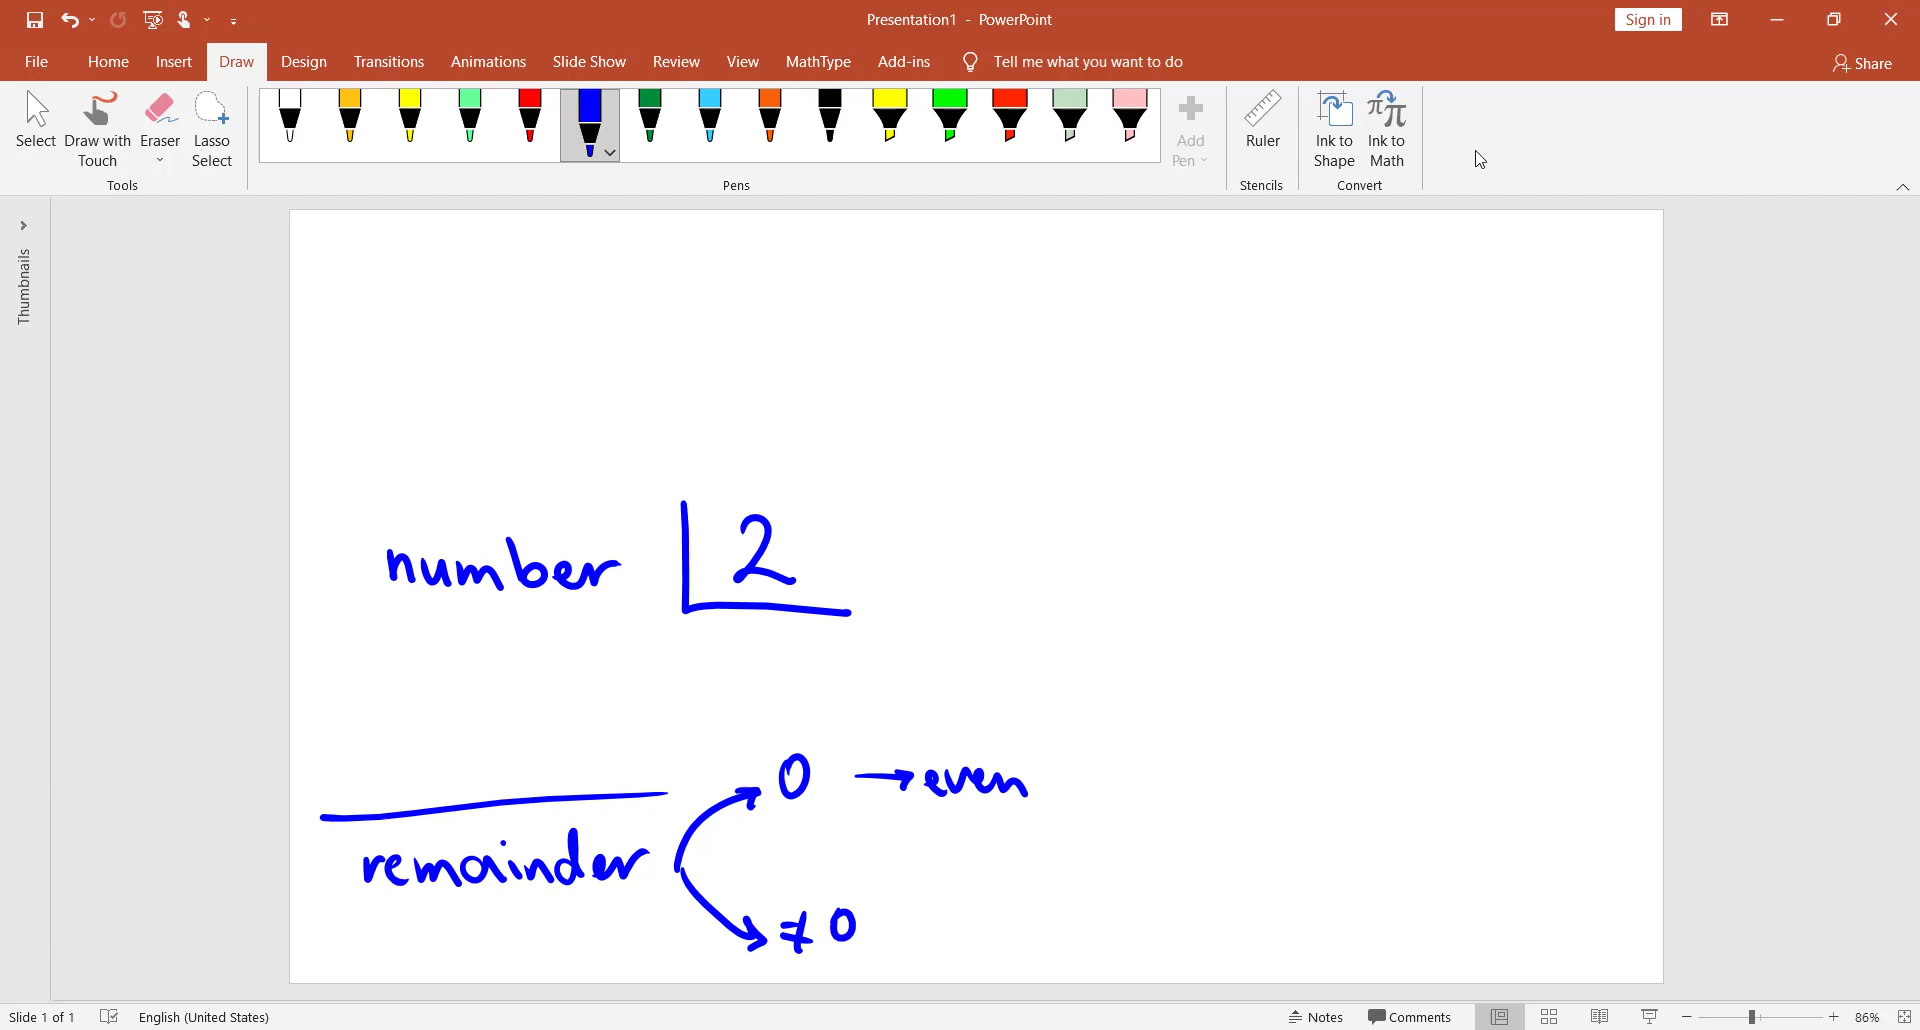 Presentation1 - PowerPoint
Sign in
File Home Insert Draw Design Transitions Animations Slide Show Review View MathType Add-ins Tell me what you want to do
Share
Select
Draw with Touch
Eraser
Lasso Select
Add Pen
Ruler
Ink to Shape
Ink to Math
Tools
Pens
Stencils
Convert
Thumbnails
number 2
0 → even
remainder
≠ 0
Slide 1 of 1 English (United States) Notes Comments 86%